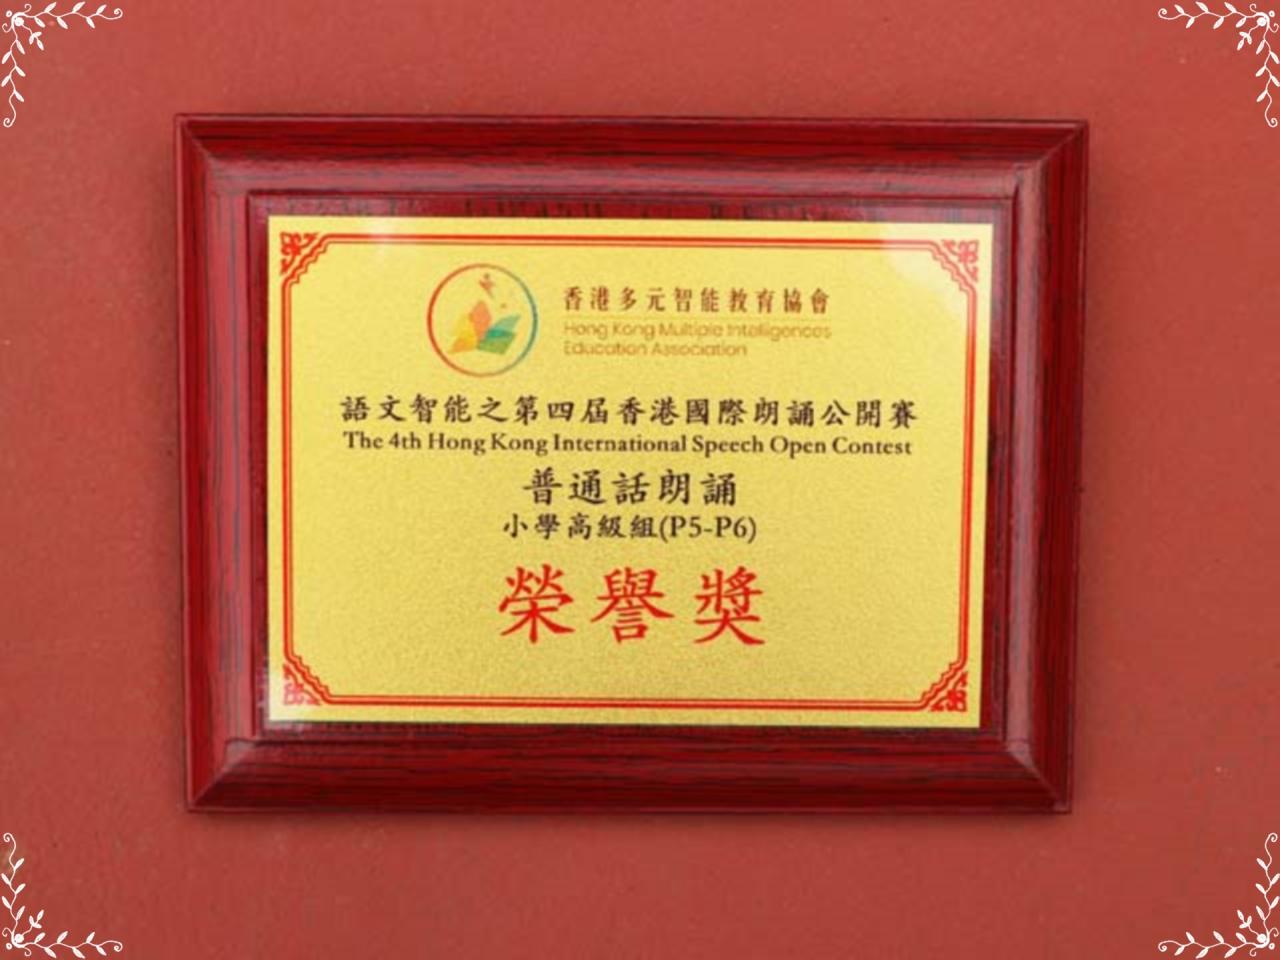 香港多元智能教育協會
Hong Kong Multiple Intelligences
Education Association
語文智能之第四屆香港國際朗誦公開賽
The 4th Hong Kong International Speech Open Contest
普通話朗誦
小學高級組(P5-P6)
榮譽獎